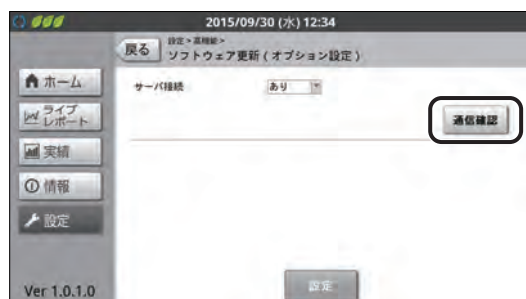 2015/09/30 (水) 12:34
戻る
設定>高機能>
ソフトウェア更新 ( オプション設定 )
ホーム
ライブ
レポート
実績
情報
設定
サーバ接続
あり
通信確認
設定
Ver 1.0.1.0